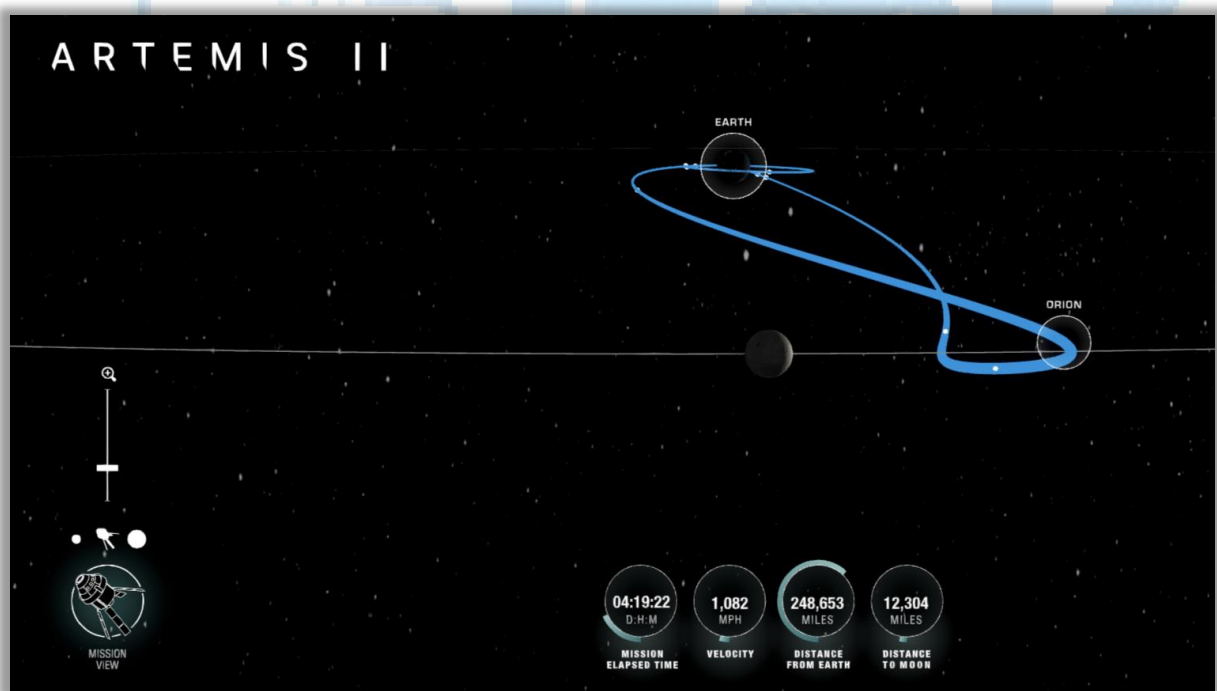 ARTEMIS II
EARTH
ORION
04:19:22
D:H:M
MISSION
ELAPSED TIME
1,082
MPH
VELOCITY
248,653
MILES
DISTANCE
FROM EARTH
12,304
MILES
DISTANCE
TO MOON
MISSION
VIEW